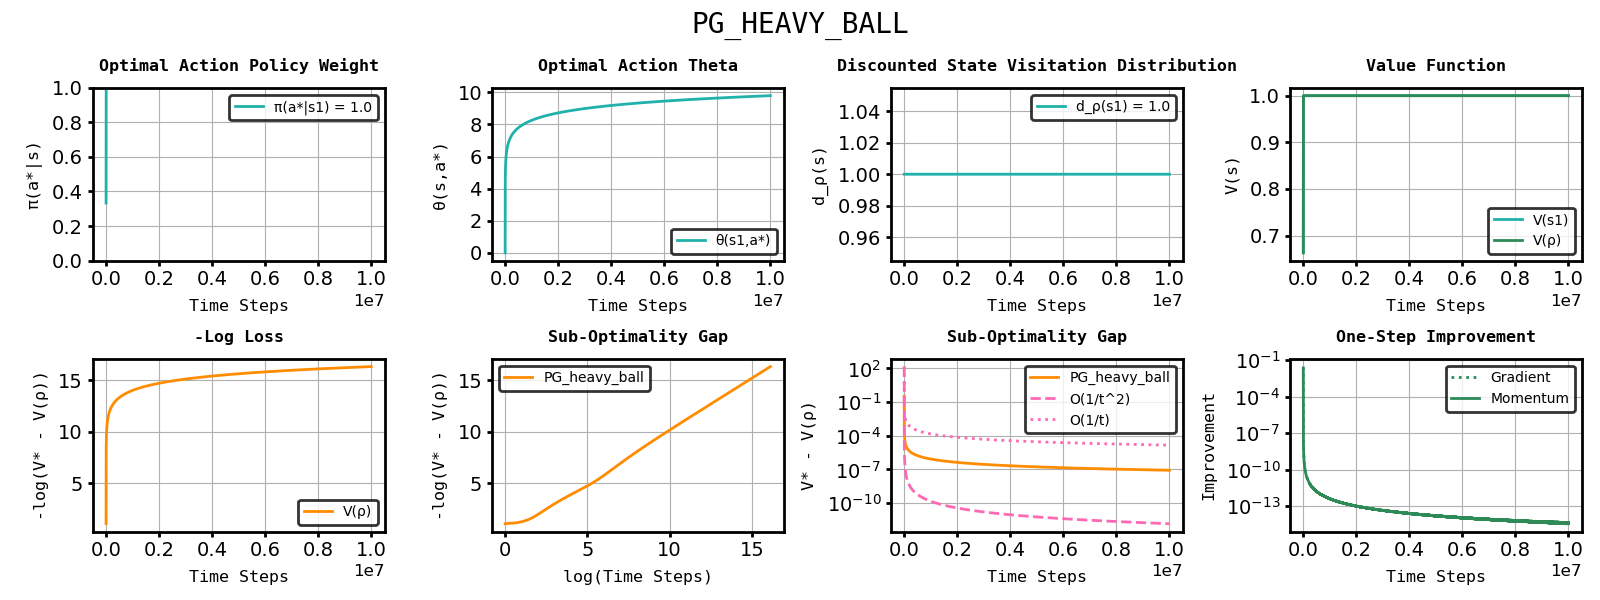 PG_HEAVY_BALL
Optimal Action Policy Weight
π(a*|s)
1.0
0.8
0.6
0.4
0.2
0.0
π(a*|s1) = 1.0
0.0 0.2 0.4 0.6 0.8 1.0
1e7
Time Steps
Optimal Action Theta
θ(s,a*)
10
8
6
4
2
0
θ(s1,a*)
0.0 0.2 0.4 0.6 0.8 1.0
1e7
Time Steps
Discounted State Visitation Distribution
d_ρ(s)
1.04
1.02
1.00
0.98
0.96
d_ρ(s1) = 1.0
0.0 0.2 0.4 0.6 0.8 1.0
1e7
Time Steps
Value Function
V(s)
1.0
0.9
0.8
0.7
V(s1)
V(ρ)
0.0 0.2 0.4 0.6 0.8 1.0
1e7
Time Steps
-Log Loss
-log(V* - V(ρ))
15
10
5
V(ρ)
0.0 0.2 0.4 0.6 0.8 1.0
1e7
Time Steps
Sub-Optimality Gap
-log(V* - V(ρ))
15
10
5
PG_heavy_ball
0 5 10 15
log(Time Steps)
Sub-Optimality Gap
V* - V(ρ)
10^2
10^-1
10^-4
10^-7
10^-10
PG_heavy_ball
O(1/t^2)
O(1/t)
0.0 0.2 0.4 0.6 0.8 1.0
1e7
Time Steps
One-Step Improvement
Improvement
10^-1
10^-4
10^-7
10^-10
10^-13
Gradient
Momentum
0.0 0.2 0.4 0.6 0.8 1.0
1e7
Time Steps